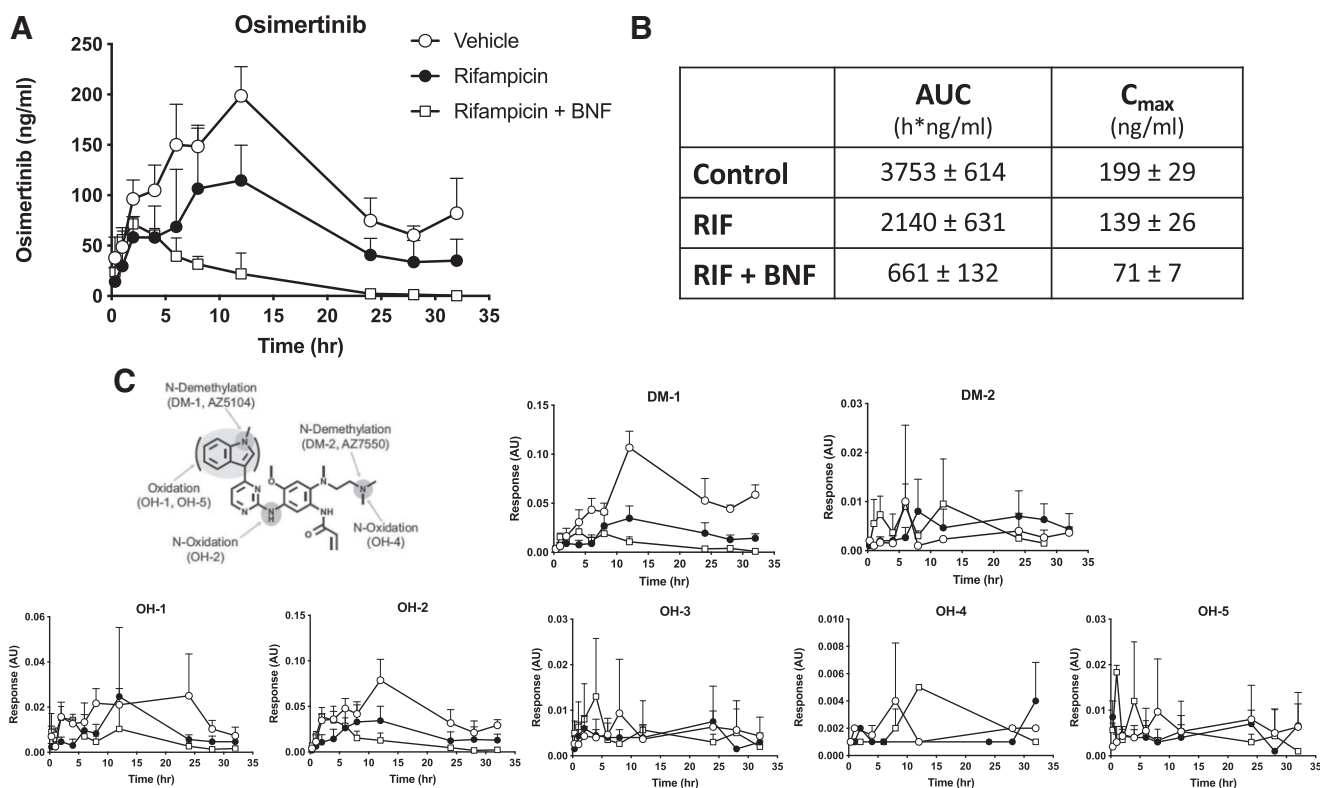 A
Osimertinib
Osimertinib (ng/ml)
250
200
150
100
50
0
0 5 10 15 20 25 30 35
Time (hr)
Vehicle
Rifampicin
Rifampicin + BNF
B
AUC (h*ng/ml) Cmax (ng/ml)
Control 3753 ± 614 199 ± 29
RIF 2140 ± 631 139 ± 26
RIF + BNF 661 ± 132 71 ± 7
C
N-Demethylation
(DM-1, AZ5104)
N-Demethylation
(DM-2, AZ7550)
Oxidation
(OH-1, OH-5)
N-Oxidation
(OH-2)
N-Oxidation
(OH-4)
N
N
N
N
H
O
N
N
NH
O
DM-1
Response (AU)
0.15
0.10
0.05
0.00
0 5 10 15 20 25 30 35
Time (hr)
DM-2
Response (AU)
0.03
0.02
0.01
0.00
0 5 10 15 20 25 30 35
Time (hr)
OH-1
Response (AU)
0.06
0.04
0.02
0.00
0 5 10 15 20 25 30 35
Time (hr)
OH-2
Response (AU)
0.15
0.10
0.05
0.00
0 5 10 15 20 25 30 35
Time (hr)
OH-3
Response (AU)
0.03
0.02
0.01
0.00
0 5 10 15 20 25 30 35
Time (hr)
OH-4
Response (AU)
0.010
0.008
0.006
0.004
0.002
0.000
0 5 10 15 20 25 30 35
Time (hr)
OH-5
Response (AU)
0.03
0.02
0.01
0.00
0 5 10 15 20 25 30 35
Time (hr)